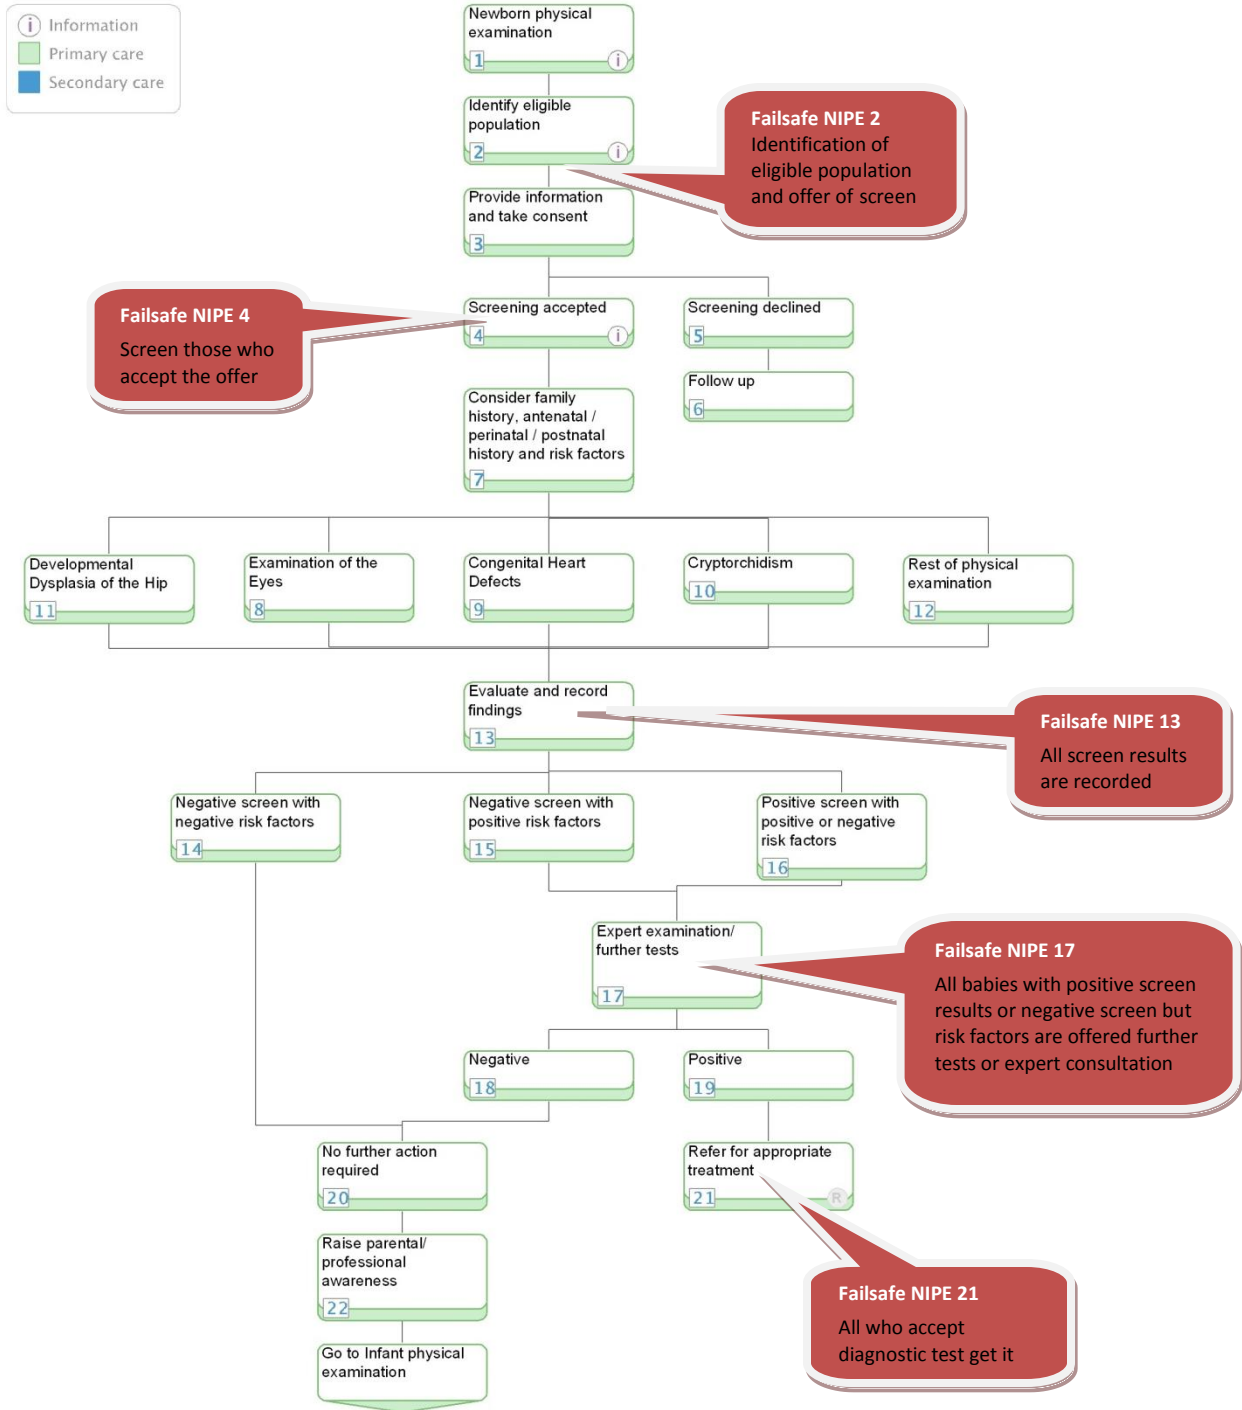 i Information
Primary care
Secondary care
Newborn physical
examination
1
i
Identify eligible
population
2
i
Failsafe NIPE 2
Identification of
eligible population
and offer of screen
Provide information
and take consent
3
Failsafe NIPE 4
Screen those who
accept the offer
Screening accepted
4
i
Screening declined
5
Follow up
6
Consider family
history, antenatal /
perinatal / postnatal
history and risk factors
7
Developmental
Dysplasia of the Hip
11
Examination of the
Eyes
8
Congenital Heart
Defects
9
Cryptorchidism
10
Rest of physical
examination
12
Evaluate and record
findings
13
Failsafe NIPE 13
All screen results
are recorded
Negative screen with
negative risk factors
14
Negative screen with
positive risk factors
15
Positive screen with
positive or negative
risk factors
16
Expert examination/
further tests
17
Failsafe NIPE 17
All babies with positive screen
results or negative screen but
risk factors are offered further
tests or expert consultation
Negative
18
Positive
19
No further action
required
20
Refer for appropriate
treatment
21
R
Raise parental/
professional
awareness
22
Failsafe NIPE 21
All who accept
diagnostic test get it
Go to Infant physical
examination